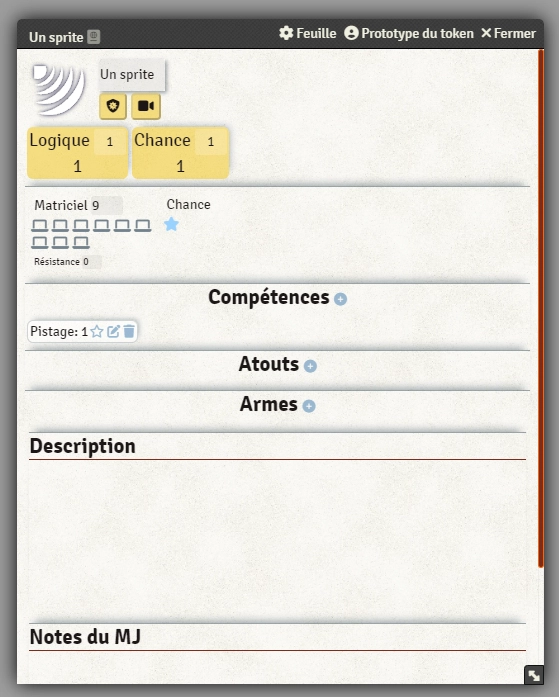 Un sprite
Feuille Prototype du token Fermer
Un sprite
Logique 1 Chance 1
1 1
Matriciel 9 Chance
Résistance 0
Compétences
Pistage: 1
Atouts
Armes
Description
Notes du MJ